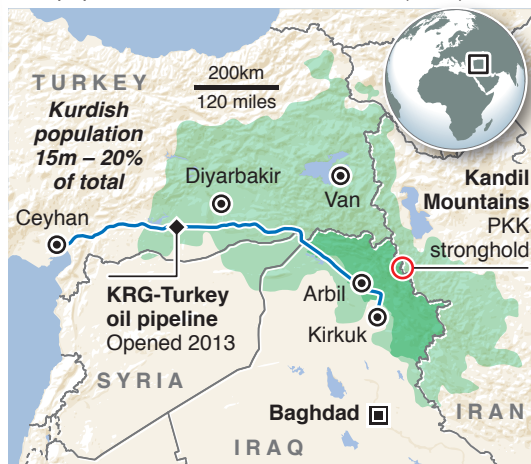 TURKEY
Kurdish
population
15m – 20%
of total
200km
120 miles
Diyarbakir
Van
Ceyhan
Kandil
Mountains
PKK
stronghold
KRG-Turkey
oil pipeline
Opened 2013
Arbil
Kirkuk
SYRIA
Baghdad
IRAN
IRAQ